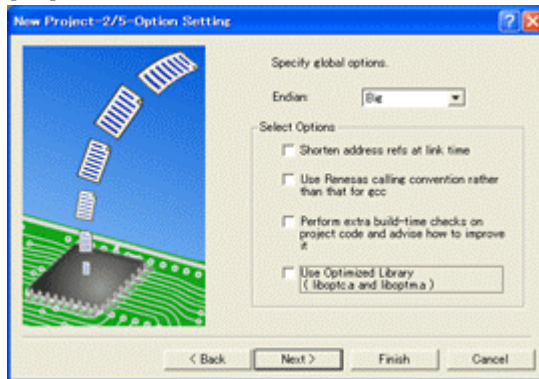 New Project-2/5-Option Setting
Specify global options.
Endian: Big
Select Options
Shorten address refs at link time
Use Renesas calling convention rather
than that for gcc
Perform extra build-time checks on
project code and advise how to improve
it
Use Optimized Library
( liboptc.a and liboptm.a )
< Back Next > Finish Cancel